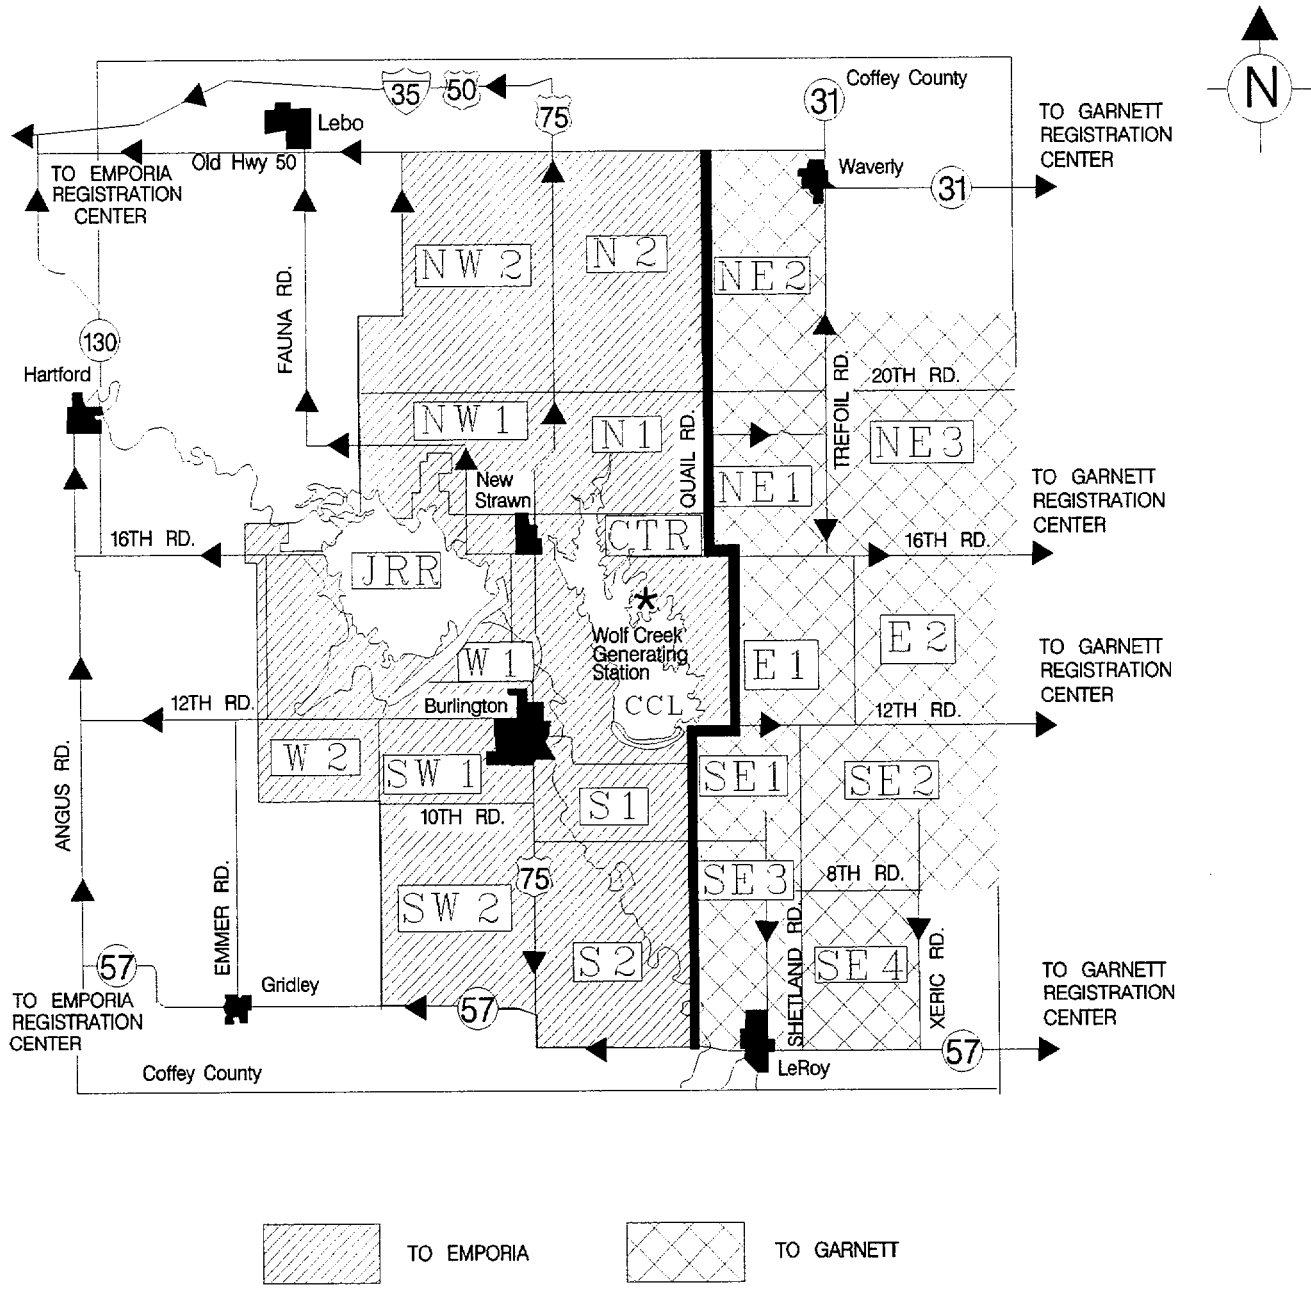 N
31
Coffey County
35
50
75
TO GARNETT
REGISTRATION
CENTER
Lebo
Old Hwy 50
Waverly
31
TO EMPORIA
REGISTRATION
CENTER
NW 2
N 2
NE 2
FAUNA RD.
130
Hartford
TREFOIL RD.
20TH RD.
NW 1
N 1
QUAIL RD.
NE 3
NE 1
New
Strawn
TO GARNETT
REGISTRATION
CENTER
16TH RD.
CTR
16TH RD.
JRR
*
Wolf Creek
Generating
Station
E 2
W 1
E 1
TO GARNETT
REGISTRATION
CENTER
12TH RD.
Burlington
CCL
12TH RD.
ANGUS RD.
W 2
SW 1
SE 1
SE 2
10TH RD.
S 1
75
SE 3
8TH RD.
EMMER RD.
SW 2
SHETLAND RD.
XERIC RD.
57
S 2
SE 4
Gridley
57
TO GARNETT
REGISTRATION
CENTER
TO EMPORIA
REGISTRATION
CENTER
57
LeRoy
Coffey County
TO EMPORIA
TO GARNETT